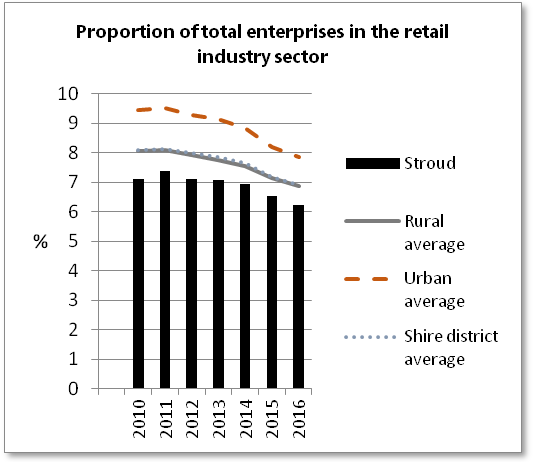 Proportion of total enterprises in the retail
industry sector
10
9
8
7
6
5
4
3
2
1
0
%
2010
2011
2012
2013
2014
2015
2016
Stroud
Rural
average
Urban
average
Shire district
average